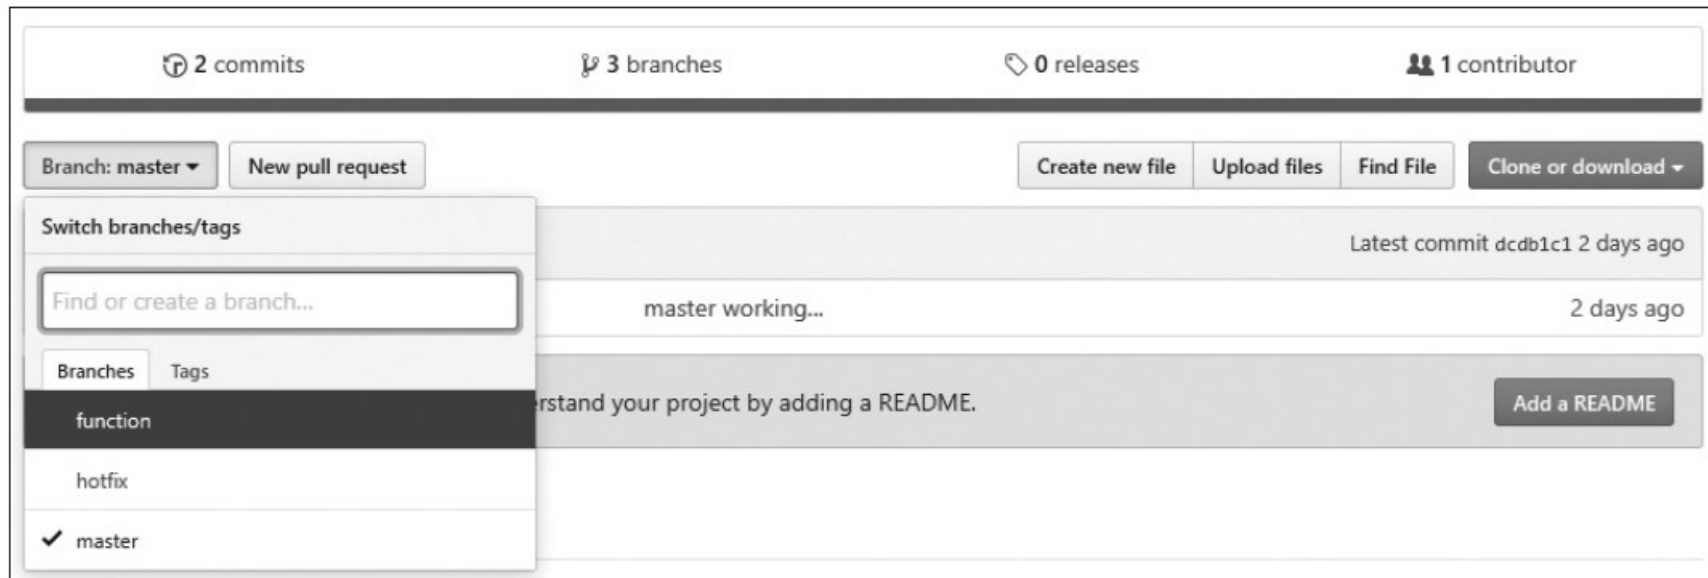 2 commits
3 branches
0 releases
1 contributor
Branch: master
New pull request
Create new file
Upload files
Find File
Clone or download
Switch branches/tags
Latest commit dcdb1c1 2 days ago
Find or create a branch...
master working...
2 days ago
Branches
Tags
function
your project by adding a README.
Add a README
hotfix
master